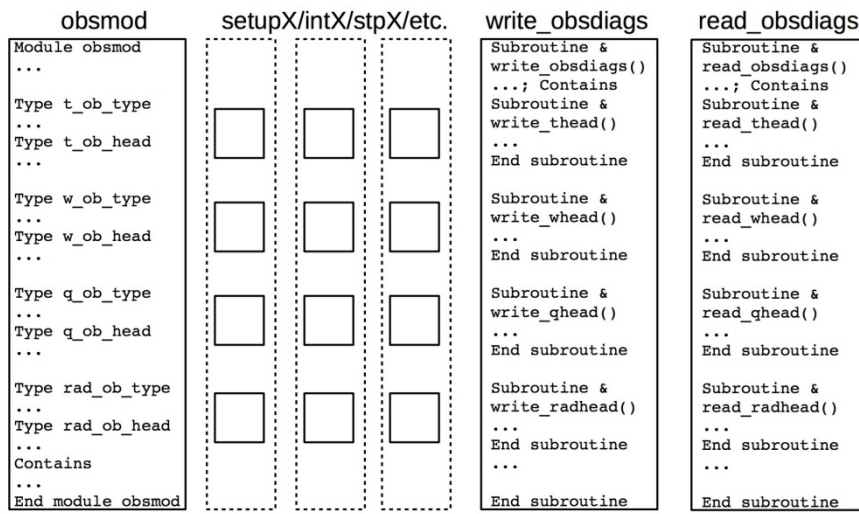 obsmod
Module obsmod
...
Type t_ob_type
...
Type t_ob_head
...
Type w_ob_type
...
Type w_ob_head
...
Type q_ob_type
...
Type q_ob_head
...
Type rad_ob_type
...
Type rad_ob_head
...
Contains
...
End module obsmod
setupX/intX/stpX/etc.
write_obsdiags
Subroutine &
write_obsdiags()
...; Contains
Subroutine &
write_thead()
...
End subroutine
Subroutine &
write_whead()
...
End subroutine
Subroutine &
write_qhead()
...
End subroutine
Subroutine &
write_radhead()
...
End subroutine
...
End subroutine
read_obsdiags
Subroutine &
read_obsdiags()
...; Contains
Subroutine &
read_thead()
...
End subroutine
Subroutine &
read_whead()
...
End subroutine
Subroutine &
read_qhead()
...
End subroutine
Subroutine &
read_radhead()
...
End subroutine
...
End subroutine